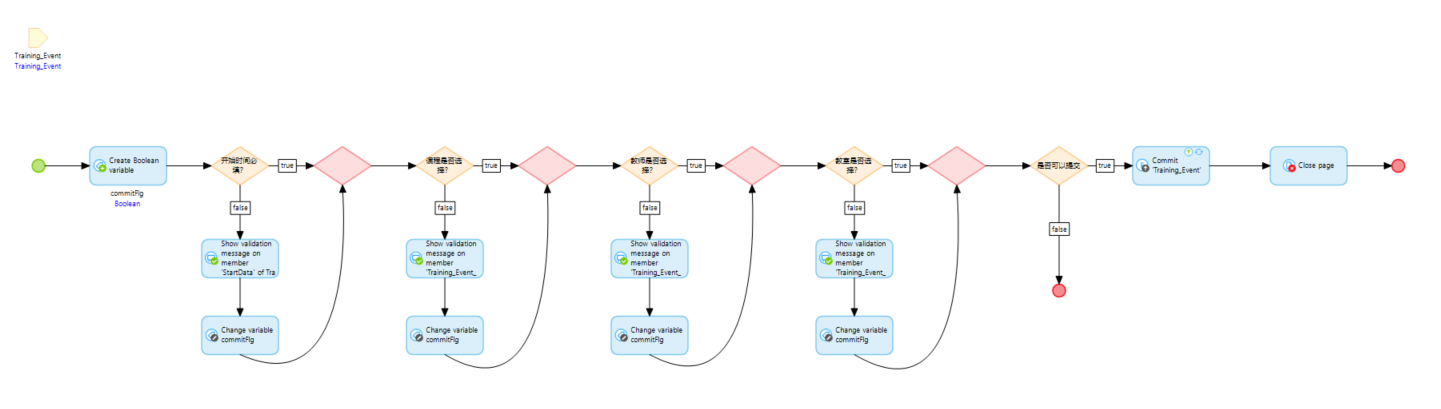 Training_Event
Training_Event
Create Boolean
variable
commitFlg
Boolean
开始时间必
填?
true
false
Show validation
message on
member
'StartData' of Tra
Change variable
commitFlg
课程是否选
择?
true
false
Show validation
message on
member
'Training_Event_
Change variable
commitFlg
教师是否选
择?
true
false
Show validation
message on
member
'Training_Event_
Change variable
commitFlg
教室是否选
择?
true
false
Show validation
message on
member
'Training_Event_
Change variable
commitFlg
是否可以提交
true
false
Commit
'Training_Event'
Close page